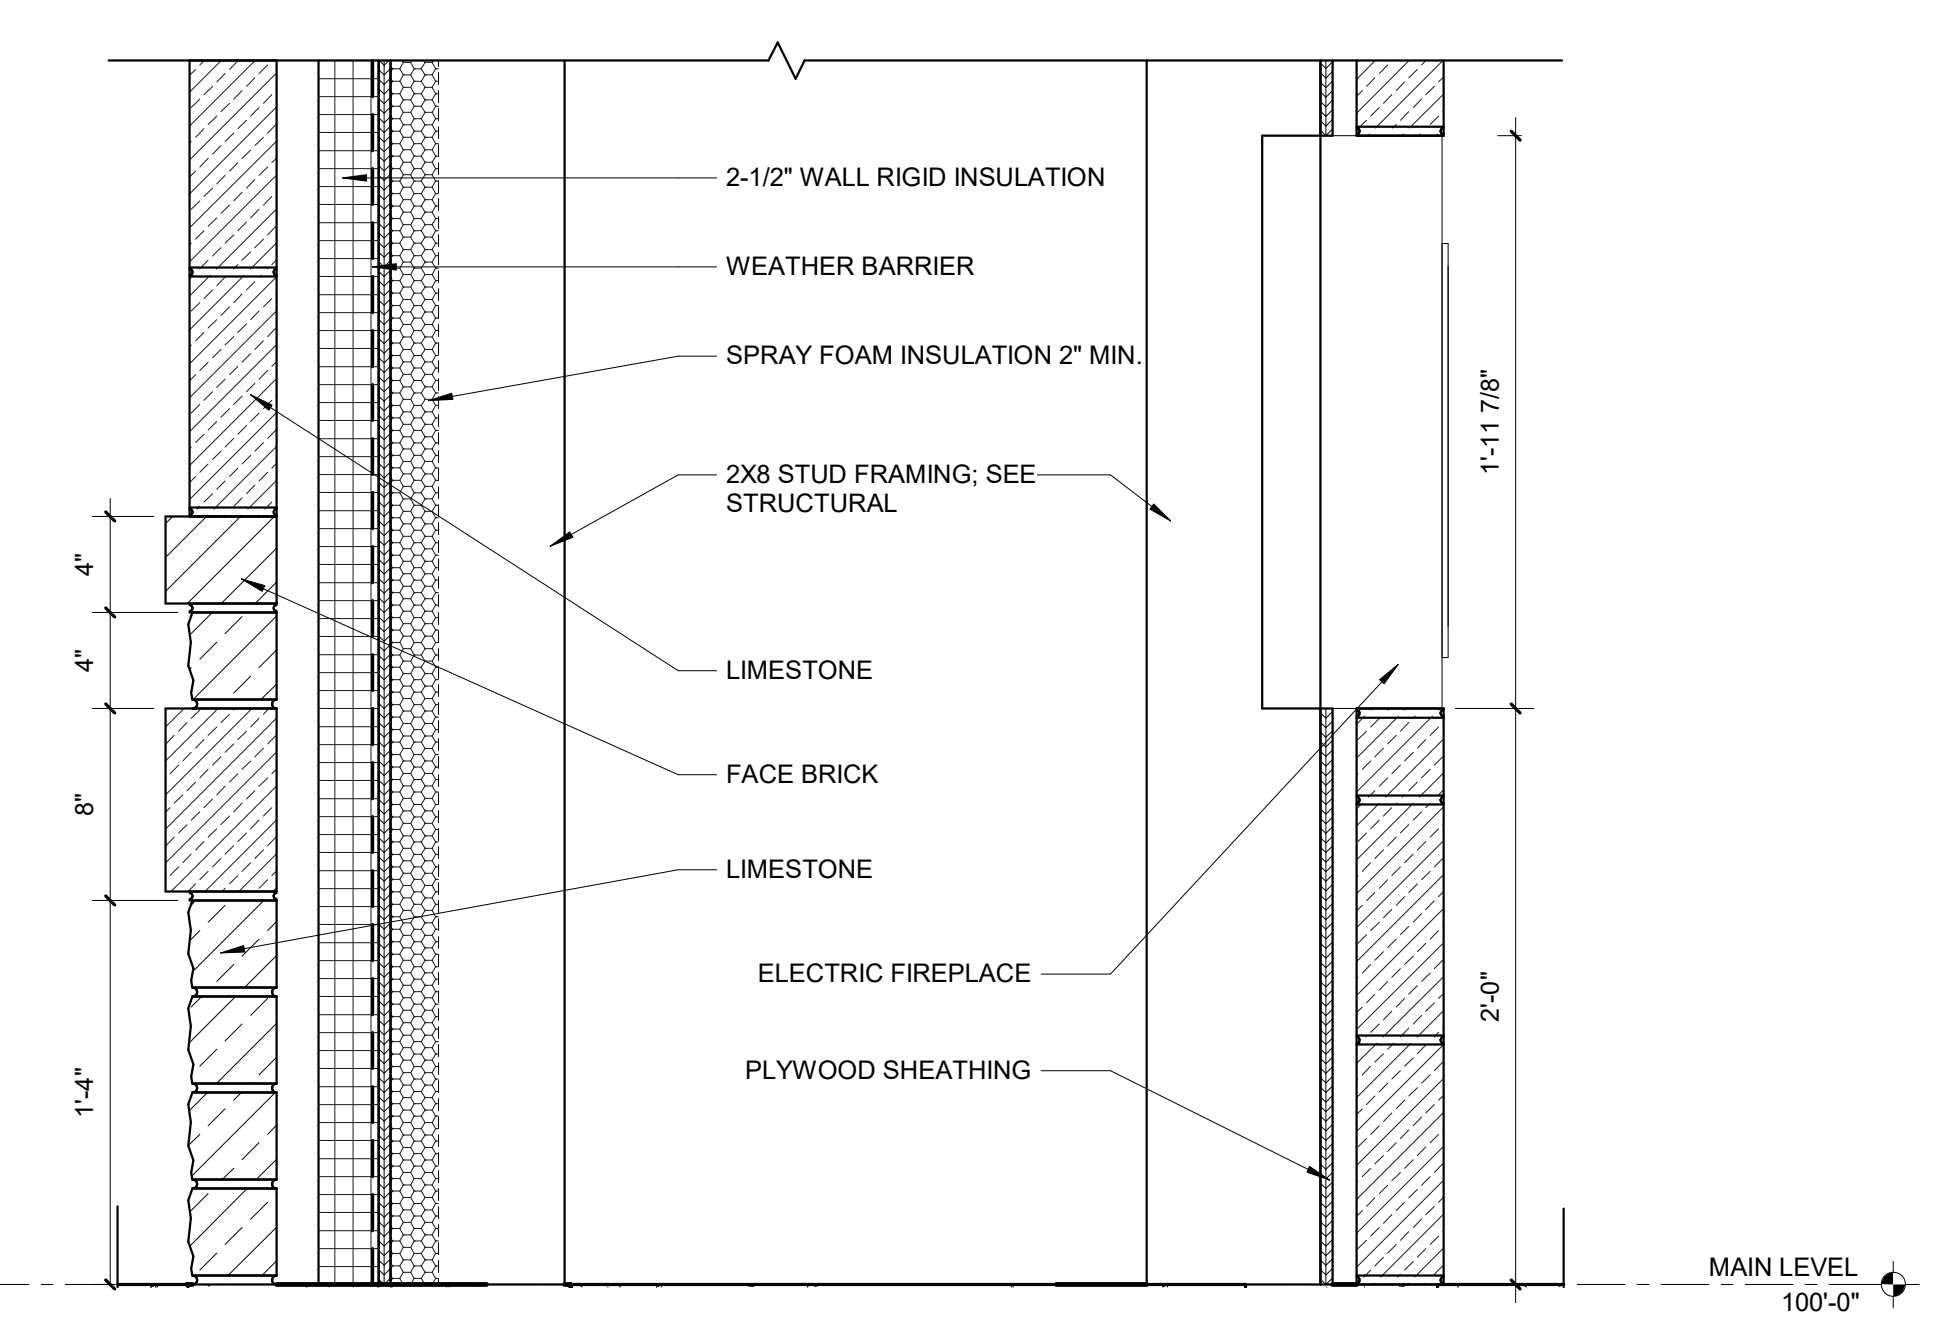 2-1/2" WALL RIGID INSULATION
WEATHER BARRIER
SPRAY FOAM INSULATION 2" MIN.
2X8 STUD FRAMING; SEE
STRUCTURAL
LIMESTONE
FACE BRICK
LIMESTONE
ELECTRIC FIREPLACE
PLYWOOD SHEATHING
4"
4"
8"
1'-4"
1'-11 7/8"
2'-0"
MAIN LEVEL
100'-0"